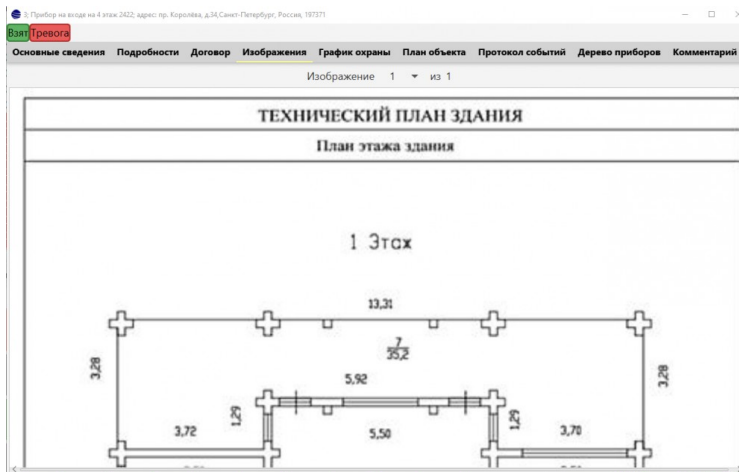 3; Прибор на входе на 4 этаж 2422; адрес: пр. Королёва, д.34,Санкт-Петербург, Россия, 197371
Взят Тревога
Основные сведения Подробности Договор Изображения График охраны План объекта Протокол событий Дерево приборов Комментарий
Изображение 1 из 1
ТЕХНИЧЕСКИЙ ПЛАН ЗДАНИЯ
План этажа здания
1 Этаж
13,31
7
35,2
3,28
3,28
5,92
1,29
1,29
3,72
5,50
3,70